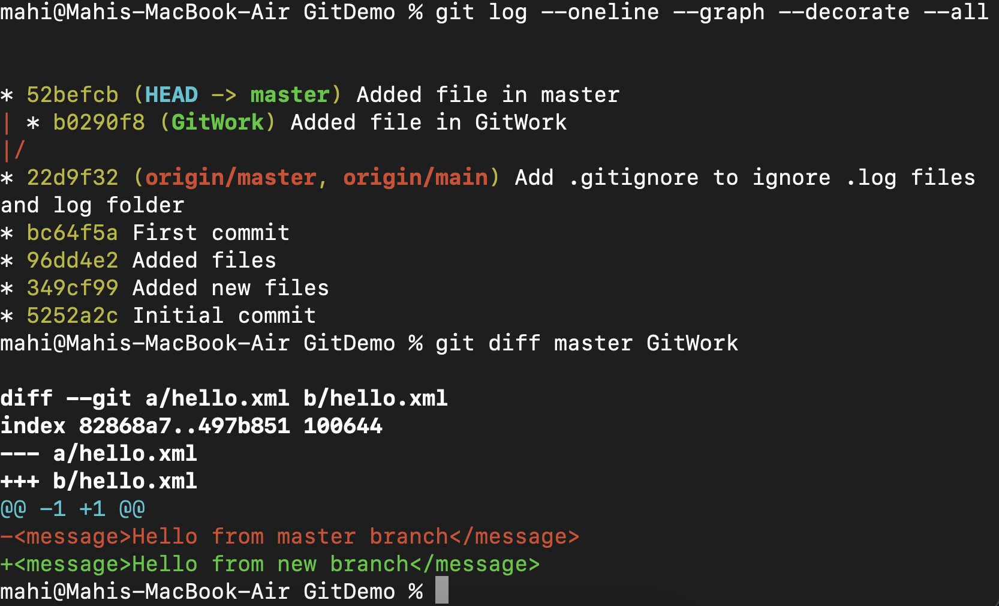 mahi@Mahis-MacBook-Air GitDemo % git log --oneline --graph --decorate --all
* 52befcb (HEAD -> master) Added file in master
| * b0290f8 (GitWork) Added file in GitWork
|/
* 22d9f32 (origin/master, origin/main) Add .gitignore to ignore .log files
and log folder
* bc64f5a First commit
* 96dd4e2 Added files
* 349cf99 Added new files
* 5252a2c Initial commit
mahi@Mahis-MacBook-Air GitDemo % git diff master GitWork
diff --git a/hello.xml b/hello.xml
index 82868a7..497b851 100644
--- a/hello.xml
+++ b/hello.xml
@@ -1 +1 @@
-<message>Hello from master branch</message>
+<message>Hello from new branch</message>
mahi@Mahis-MacBook-Air GitDemo %